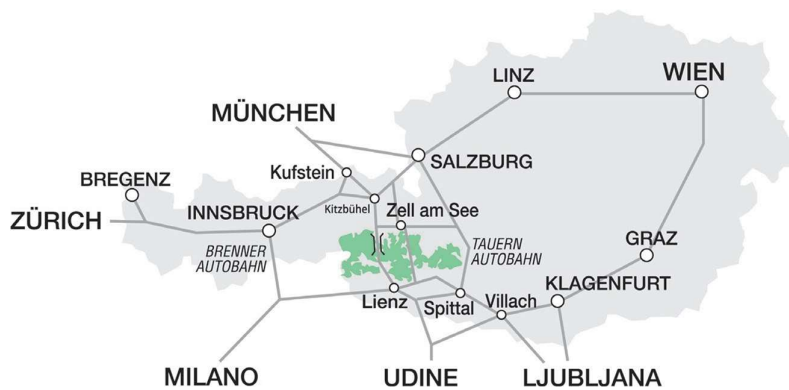 WIEN
LINZ
MÜNCHEN
SALZBURG
Kufstein
BREGENZ
Kitzbühel
INNSBRUCK
Zell am See
ZÜRICH
BRENNER
AUTOBAHN
TAUERN
AUTOBAHN
GRAZ
KLAGENFURT
Lienz
Spittal
Villach
MILANO
UDINE
LJUBLJANA